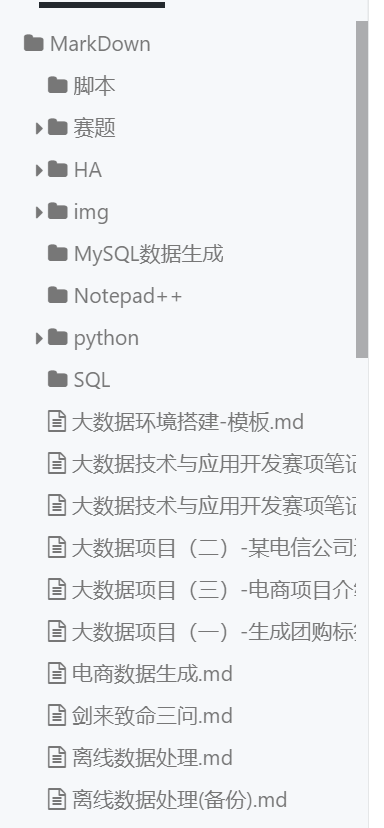 MarkDown
脚本
赛题
HA
img
MySQL数据生成
Notepad++
python
SQL
大数据环境搭建-模板.md
大数据技术与应用开发赛项笔记
大数据技术与应用开发赛项笔记
大数据项目（二）-某电信公司
大数据项目（三）-电商项目介
大数据项目（一）-生成团购标
电商数据生成.md
剑来致命三问.md
离线数据处理.md
离线数据处理(备份).md